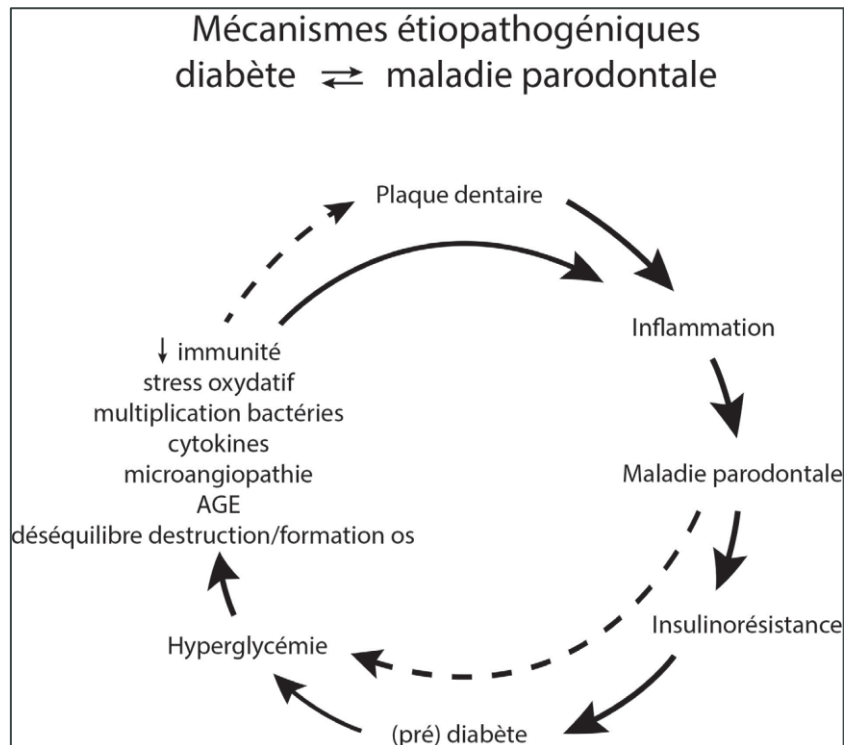 Mécanismes étiopathogéniques
diabète ⇄ maladie parodontale
Plaque dentaire
Inflammation
↓ immunité
stress oxydatif
multiplication bactéries
cytokines
microangiopathie
AGE
déséquilibre destruction/formation os
Maladie parodontale
Insulinorésistance
Hyperglycémie
(pré) diabète